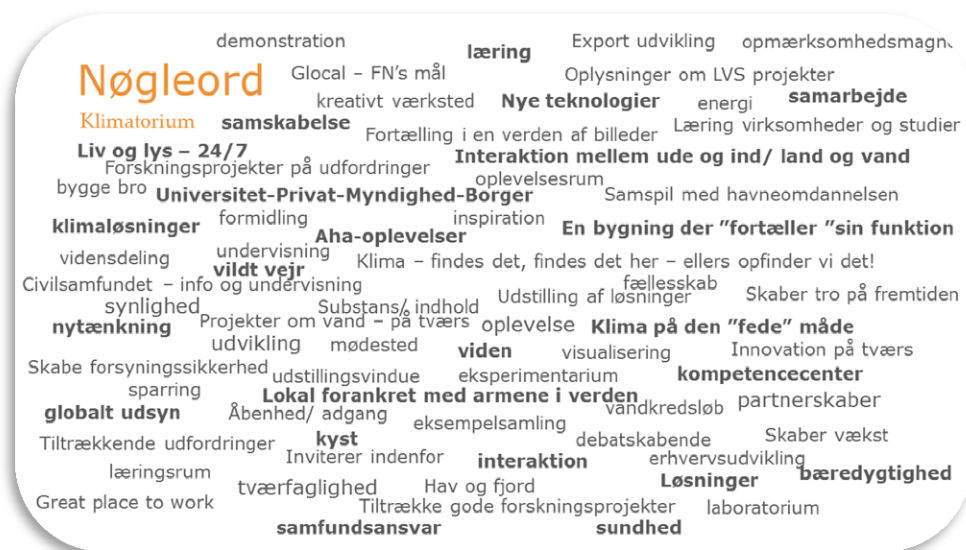 demonstration
læring
Export udvikling
Nøgleord
Glocal – FN's mål
Oplysninger om LVS projekter
kreativt værksted
Nye teknologier
energi
samarbejde
Klimatorium
samskabelse
Fortælling i en verden af billeder
Læring virksomheder og studier
Liv og lys – 24/7
Forskningsprojekter på udfordringer
Interaktion mellem ude og ind/ land og vand
bygge bro
Universitet-Privat-Myndighed-Borger
oplevelsesrum
Samspil med havneomdannelsen
klimaløsninger
formidling
inspiration
Aha-oplevelser
En bygning der ”fortæller ”sin funktion
vidensdeling
undervisning
vildt vejr
Klima – findes det, findes det her – ellers opfinder vi det!
Civilsamfundet – info og undervisning
fællesskab
synlighed
Substans/ indhold
Udstilling af løsninger
Skaber tro på fremtiden
nytænkning
Projekter om vand – på tværs
oplevelse
Klima på den ”fede” måde
udvikling
mødested
viden
visualisering
Innovation på tværs
Skabe forsyningssikkerhed
udstillingsvindue
eksperimentarium
kompetencecenter
sparring
Lokal forankret med armene i verden
vandkredsløb
partnerskaber
globalt udsyn
Åbenhed/ adgang
eksempelsamling
Tiltrækkende udfordringer
kyst
debatskabende
Skaber vækst
Inviterer indenfor
interaktion
erhvervsudvikling
læringsrum
Løsninger
bæredygtighed
tværfaglighed
Hav og fjord
Great place to work
Tiltrække gode forskningsprojekter
laboratorium
samfundsansvar
sundhed